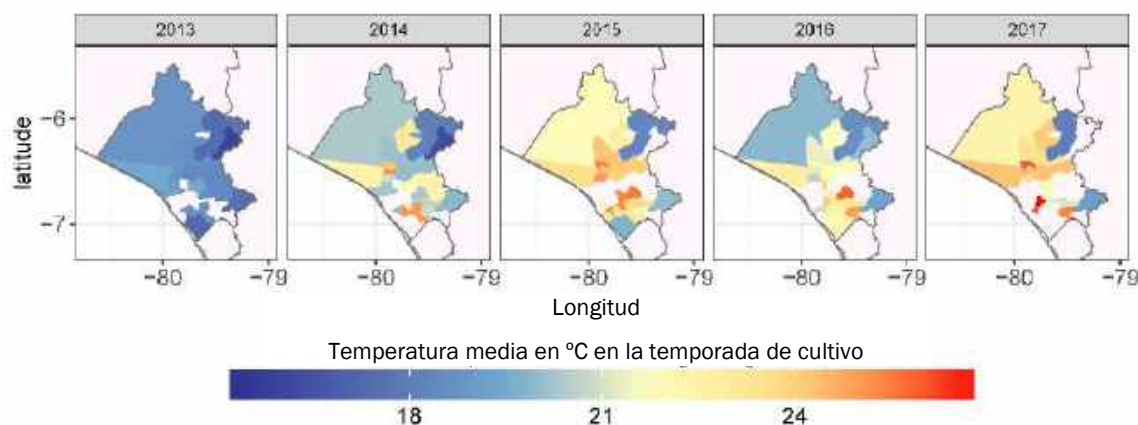 2013 2014 2015 2016 2017
−6
latitude
−7
−80 −79 −80 −79 −80 −79 −80 −79 −80 −79
Longitud
Temperatura media en ºC en la temporada de cultivo
18 21 24